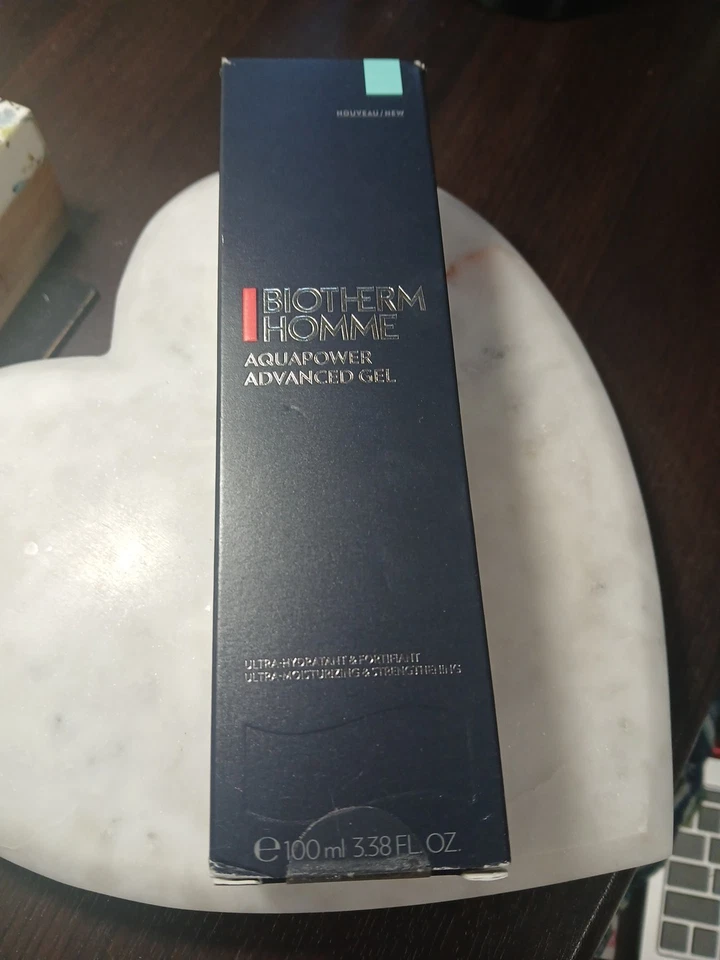 NOUVEAU/NEW
BIOTHERM
HOMME
AQUAPOWER
ADVANCED GEL
ULTRA-HYDRATANT & FORTIFIANT
ULTRA-MOISTURIZING & STRENGTHENING
℮ 100 ml 3.38 FL. OZ.